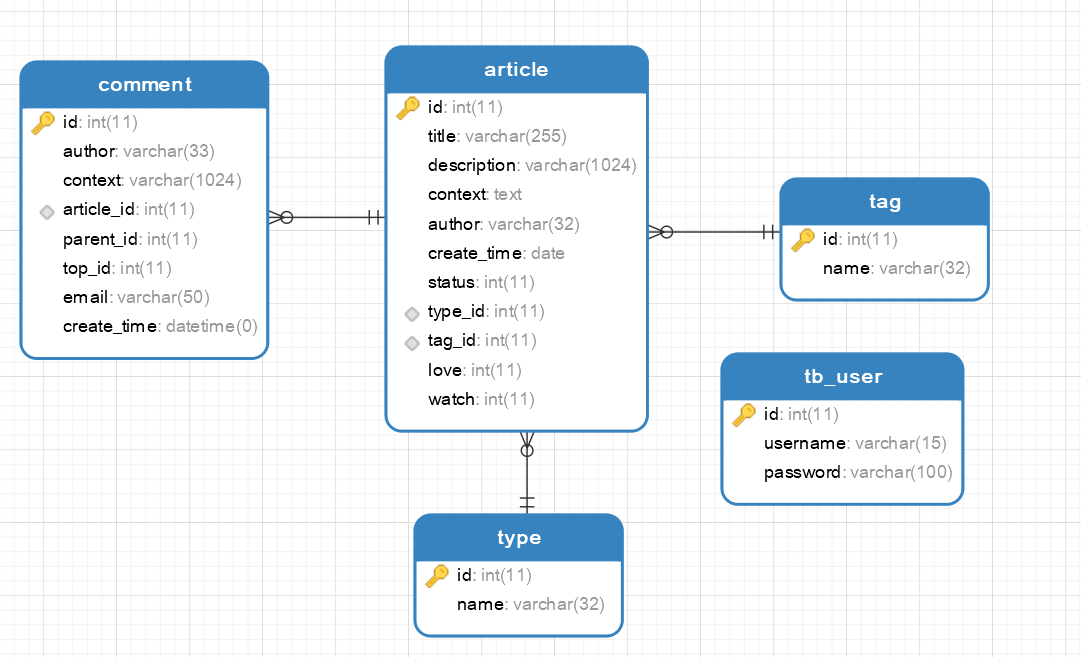 comment
id: int(11)
author: varchar(33)
context: varchar(1024)
article_id: int(11)
parent_id: int(11)
top_id: int(11)
email: varchar(50)
create_time: datetime(0)
article
id: int(11)
title: varchar(255)
description: varchar(1024)
context: text
author: varchar(32)
create_time: date
status: int(11)
type_id: int(11)
tag_id: int(11)
love: int(11)
watch: int(11)
tag
id: int(11)
name: varchar(32)
tb_user
id: int(11)
username: varchar(15)
password: varchar(100)
type
id: int(11)
name: varchar(32)